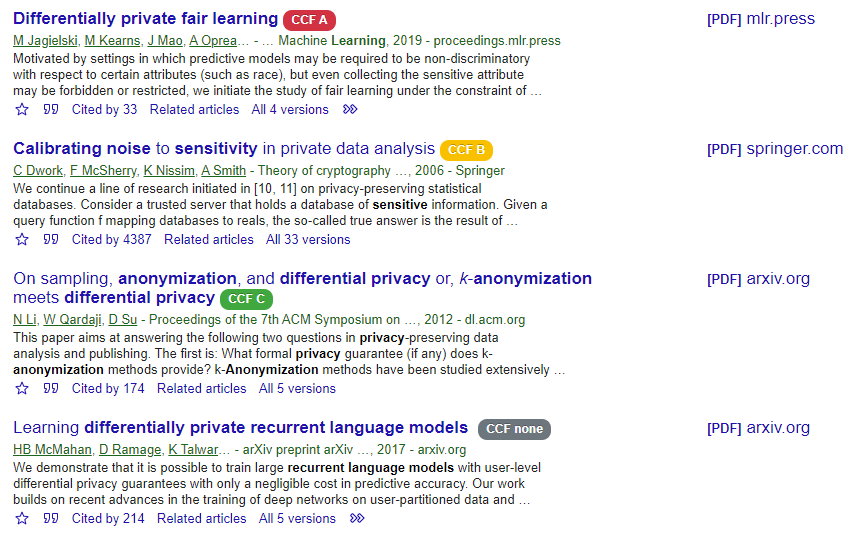 Differentially private fair learning CCF A [PDF] mlr.press
M Jagielski, M Kearns, J Mao, A Oprea… - … Machine Learning, 2019 - proceedings.mlr.press
Motivated by settings in which predictive models may be required to be non-discriminatory
with respect to certain attributes (such as race), but even collecting the sensitive attribute
may be forbidden or restricted, we initiate the study of fair learning under the constraint of …
Cited by 33 Related articles All 4 versions
Calibrating noise to sensitivity in private data analysis CCF B [PDF] springer.com
C Dwork, F McSherry, K Nissim, A Smith - Theory of cryptography …, 2006 - Springer
We continue a line of research initiated in [10, 11] on privacy-preserving statistical
databases. Consider a trusted server that holds a database of sensitive information. Given a
query function f mapping databases to reals, the so-called true answer is the result of …
Cited by 4387 Related articles All 33 versions
On sampling, anonymization, and differential privacy or, k-anonymization [PDF] arxiv.org
meets differential privacy CCF C
N Li, W Qardaji, D Su - Proceedings of the 7th ACM Symposium on …, 2012 - dl.acm.org
This paper aims at answering the following two questions in privacy-preserving data
analysis and publishing. The first is: What formal privacy guarantee (if any) does k-
anonymization methods provide? k-Anonymization methods have been studied extensively …
Cited by 174 Related articles All 5 versions
Learning differentially private recurrent language models CCF none [PDF] arxiv.org
HB McMahan, D Ramage, K Talwar… - arXiv preprint arXiv …, 2017 - arxiv.org
We demonstrate that it is possible to train large recurrent language models with user-level
differential privacy guarantees with only a negligible cost in predictive accuracy. Our work
builds on recent advances in the training of deep networks on user-partitioned data and …
Cited by 214 Related articles All 5 versions